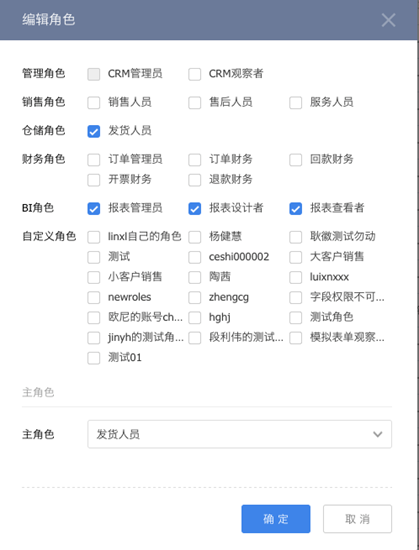 编辑角色
管理角色 CRM管理员 CRM观察者
销售角色 销售人员 售后人员 服务人员
仓储角色 发货人员
财务角色 订单管理员 订单财务 回款财务
开票财务 退款财务
BI角色 报表管理员 报表设计者 报表查看者
自定义角色 linxl自己的角色 杨健慧 耿徽测试勿动
测试 ceshi000002 大客户销售
小客户销售 陶茜 luixnxxx
newroles zhengcg 字段权限不可...
欧尼的账号ch... hghj 测试角色
jinyh的测试角... 段利伟的测试... 模拟表单观察...
测试01
主角色
主角色 发货人员
确 定 取 消